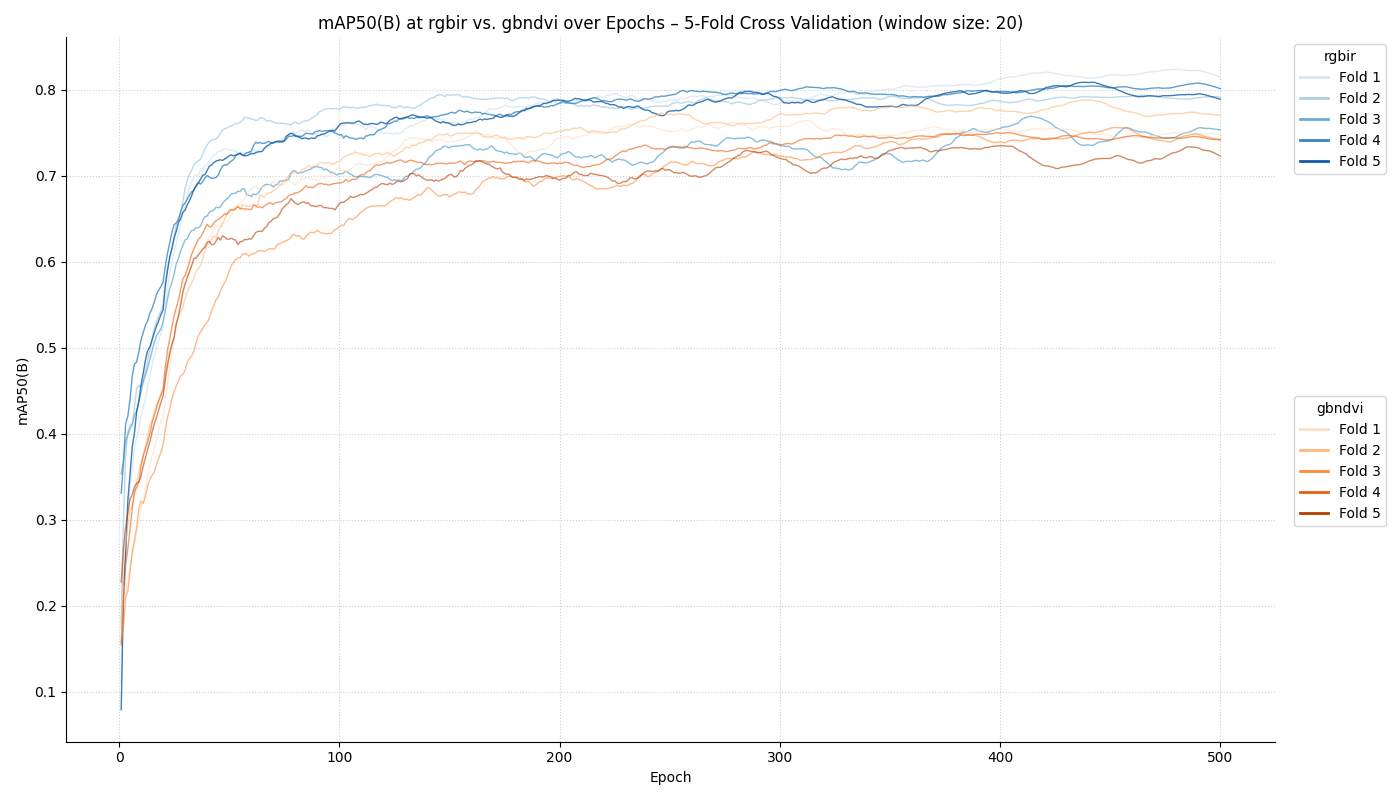 mAP50(B) at rgbir vs. gbndvi over Epochs – 5-Fold Cross Validation (window size: 20)
mAP50(B)
0.8
0.7
0.6
0.5
0.4
0.3
0.2
0.1
0
100
200
300
400
500
Epoch
rgbir
Fold 1
Fold 2
Fold 3
Fold 4
Fold 5
gbndvi
Fold 1
Fold 2
Fold 3
Fold 4
Fold 5